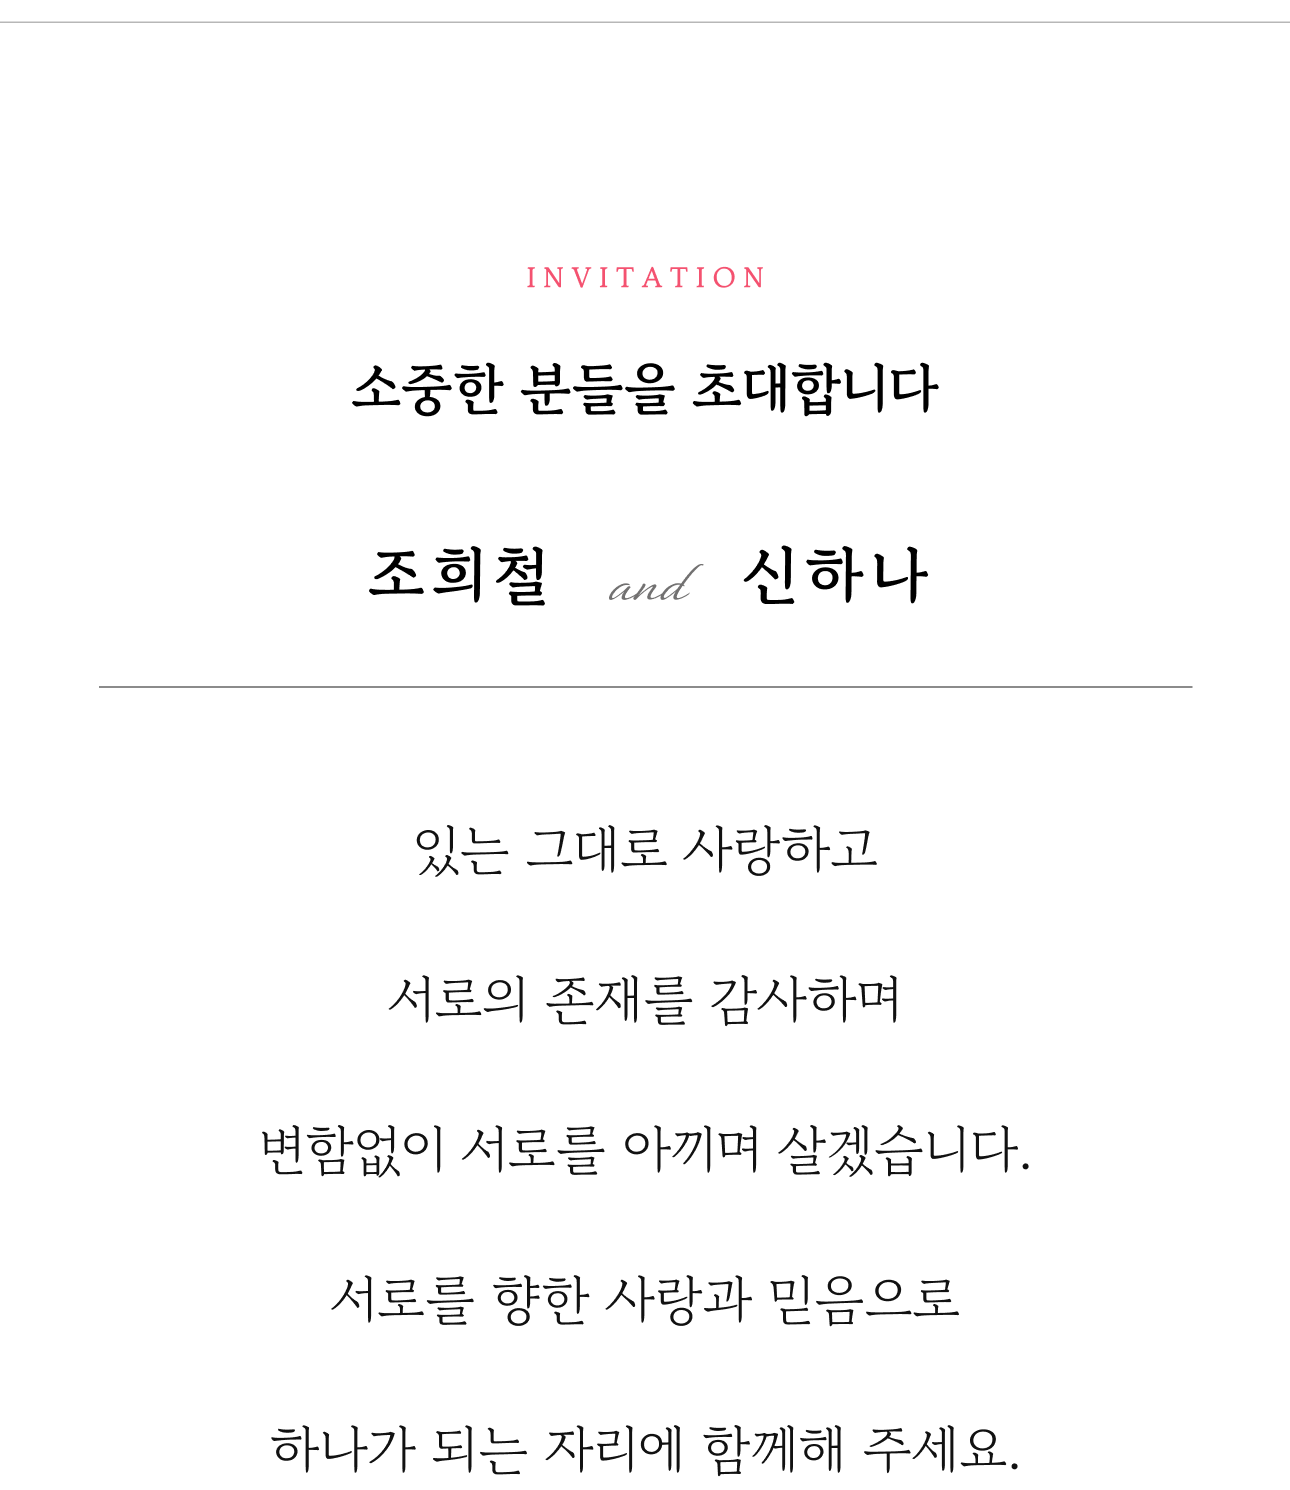 INVITATION
소중한 분들을 초대합니다
조희철 and 신하나
있는 그대로 사랑하고
서로의 존재를 감사하며
변함없이 서로를 아끼며 살겠습니다.
서로를 향한 사랑과 믿음으로
하나가 되는 자리에 함께해 주세요.